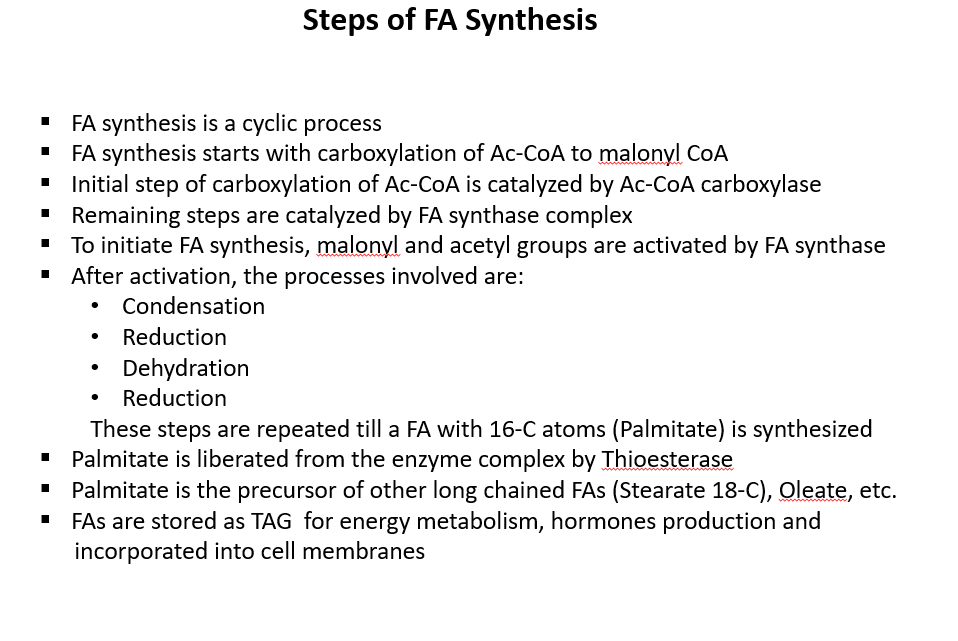 Steps of FA Synthesis
▪ FA synthesis is a cyclic process
▪ FA synthesis starts with carboxylation of Ac-CoA to malonyl CoA
▪ Initial step of carboxylation of Ac-CoA is catalyzed by Ac-CoA carboxylase
▪ Remaining steps are catalyzed by FA synthase complex
▪ To initiate FA synthesis, malonyl and acetyl groups are activated by FA synthase
▪ After activation, the processes involved are:
• Condensation
• Reduction
• Dehydration
• Reduction
These steps are repeated till a FA with 16-C atoms (Palmitate) is synthesized
▪ Palmitate is liberated from the enzyme complex by Thioesterase
▪ Palmitate is the precursor of other long chained FAs (Stearate 18-C), Oleate, etc.
▪ FAs are stored as TAG for energy metabolism, hormones production and
incorporated into cell membranes